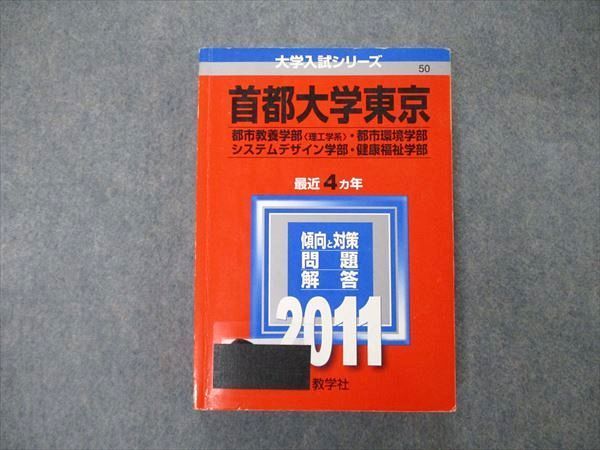 大学入試シリーズ
50
首都大学東京
都市教養学部〈理工学系〉・都市環境学部
システムデザイン学部・健康福祉学部
最近4ヵ年
傾向と対策
問題
解答
2011
教学社